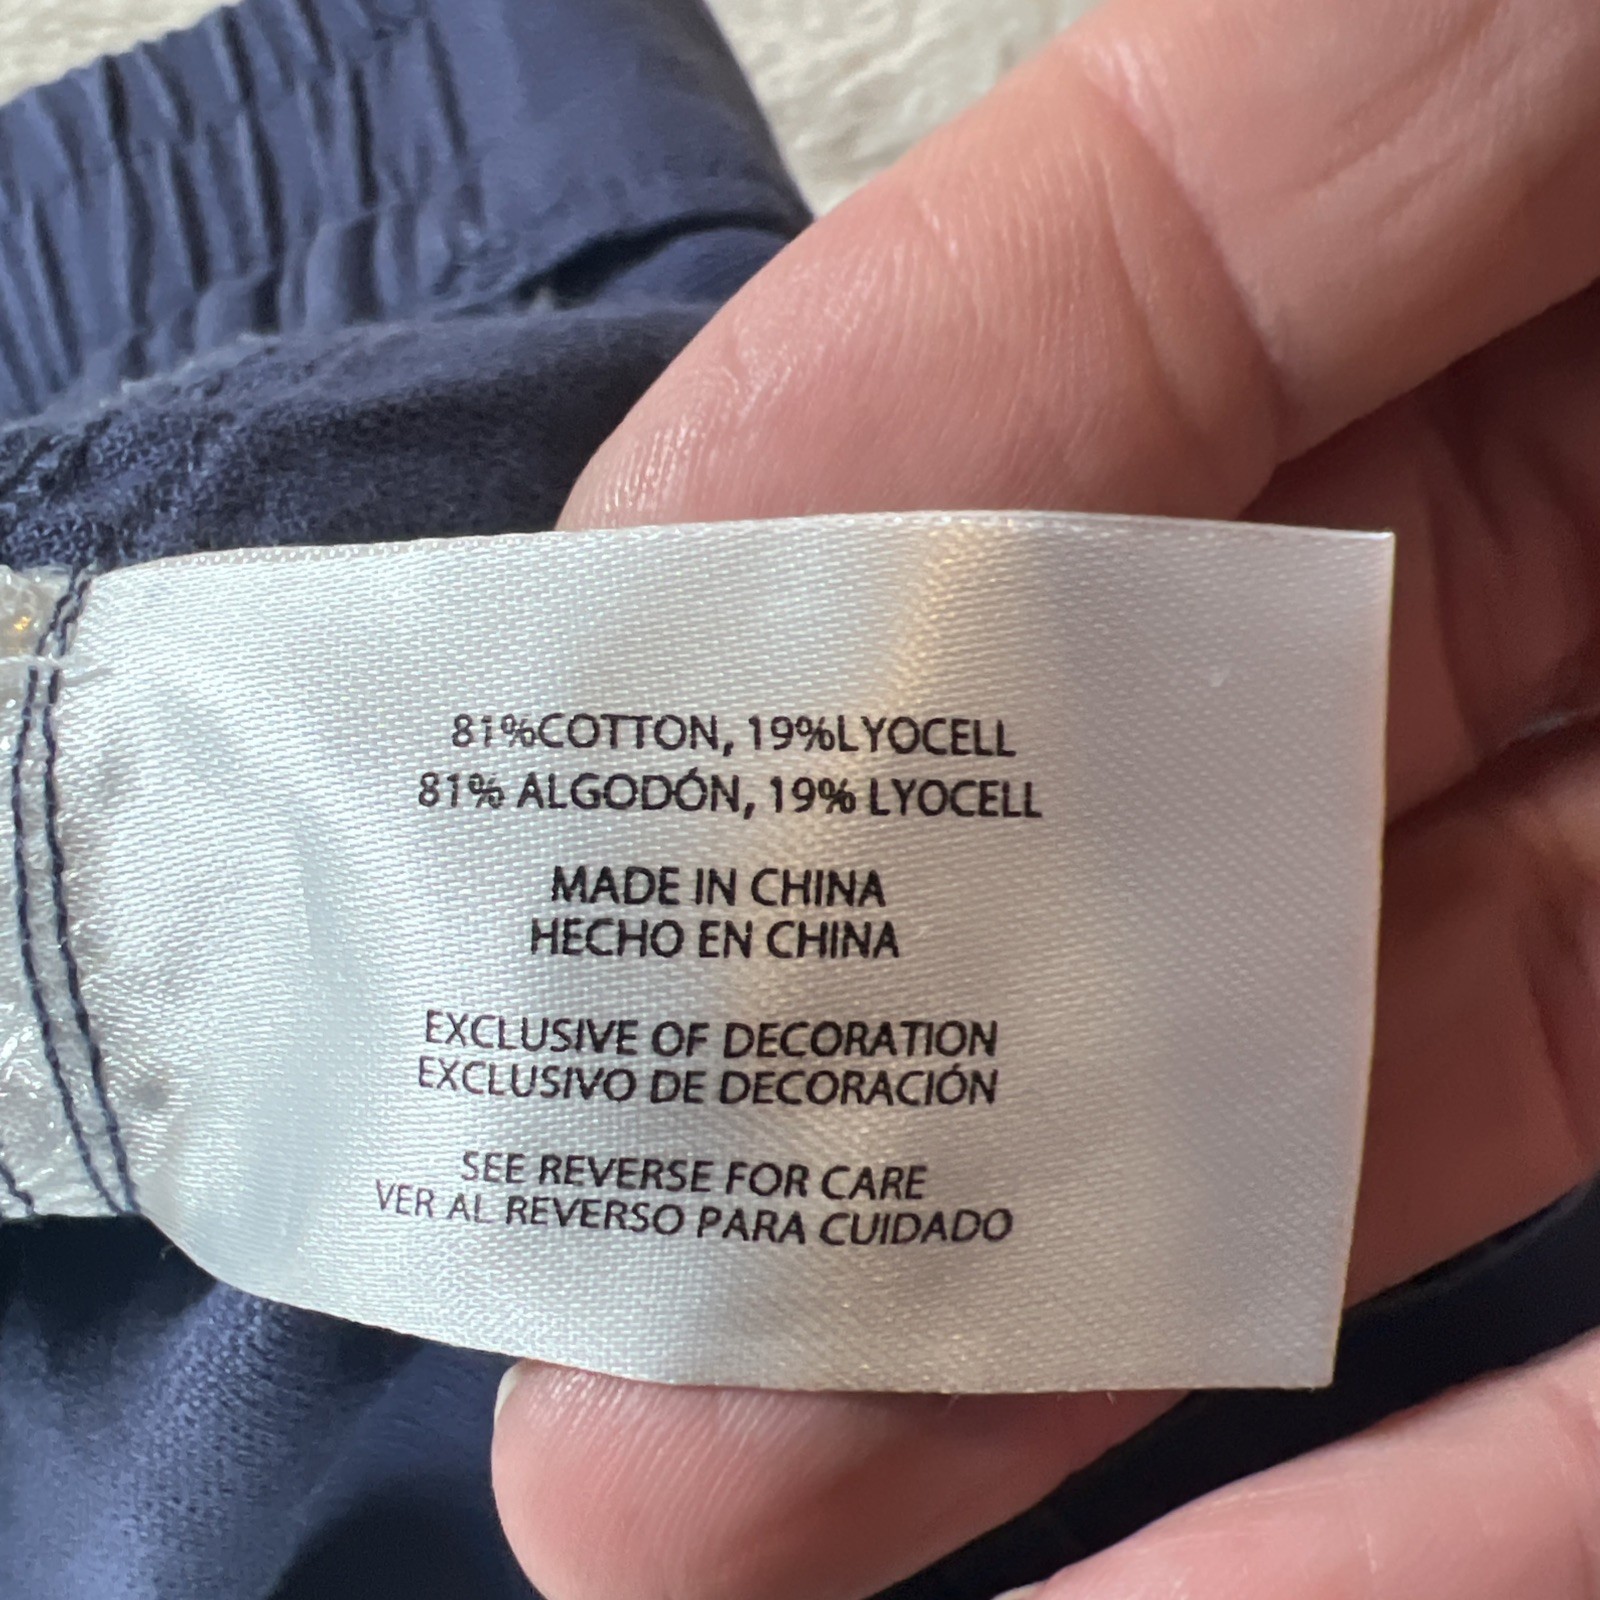 81%COTTON, 19%LYOCELL
81% ALGODÓN, 19% LYOCELL
MADE IN CHINA
HECHO EN CHINA
EXCLUSIVE OF DECORATION
EXCLUSIVO DE DECORACIÓN
SEE REVERSE FOR CARE
VER AL REVERSO PARA CUIDADO